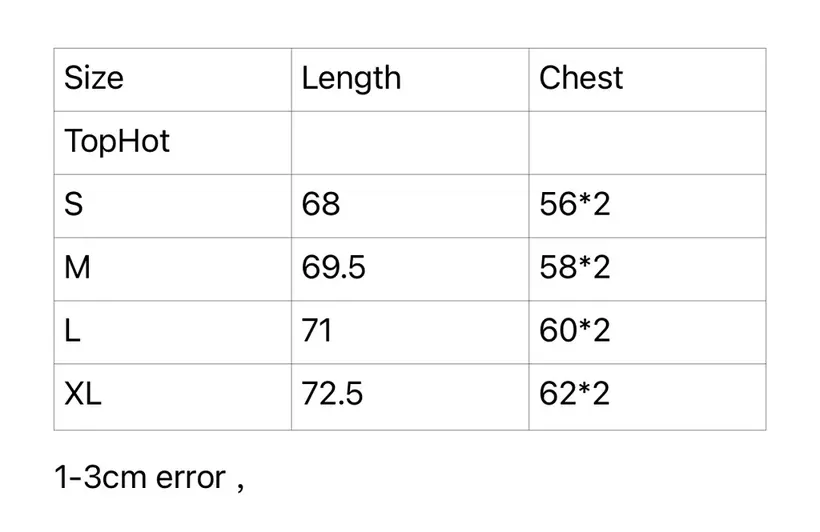 Size Length Chest
TopHot
S 68 56*2
M 69.5 58*2
L 71 60*2
XL 72.5 62*2
1-3cm error ，